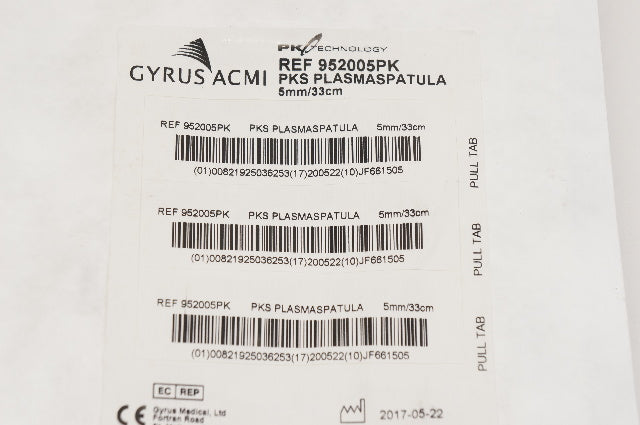 PK TECHNOLOGY
GYRUS ACMI
REF 952005PK
PKS PLASMASPATULA
5mm/33cm
REF 952005PK PKS PLASMASPATULA 5mm/33cm
(01)00821925036253(17)200522(10)JF661505
PULL TAB
REF 952005PK PKS PLASMASPATULA 5mm/33cm
(01)00821925036253(17)200522(10)JF661505
PULL TAB
REF 952005PK PKS PLASMASPATULA 5mm/33cm
(01)00821925036253(17)200522(10)JF661505
PULL TAB
EC REP
CE
Gyrus Medical, Ltd
Fortran Road
2017-05-22